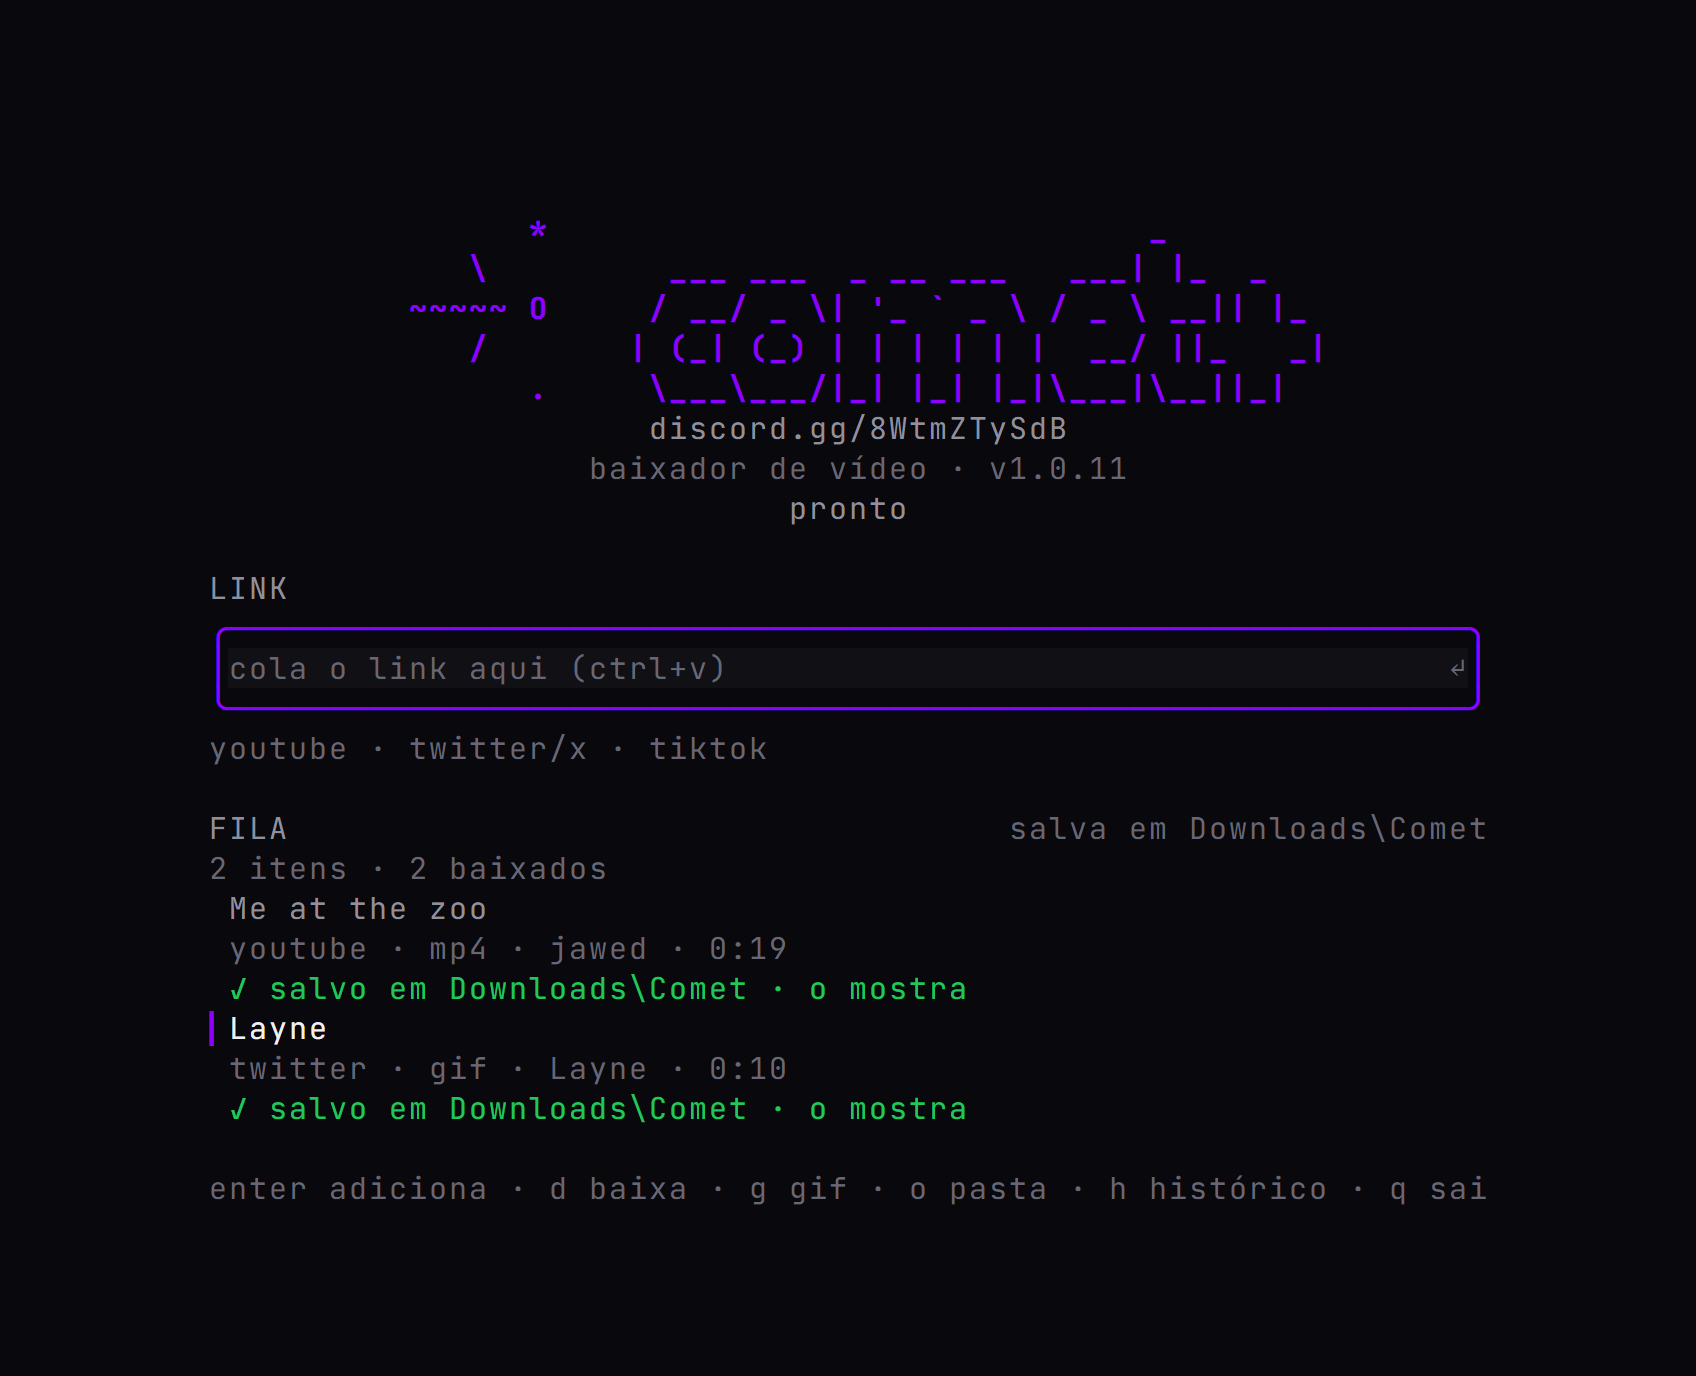 comet+
discord.gg/8WtmZTySdB
baixador de vídeo · v1.0.11
pronto
LINK
cola o link aqui (ctrl+v) ↲
youtube · twitter/x · tiktok
FILA salva em Downloads\Comet
2 itens · 2 baixados
Me at the zoo
youtube · mp4 · jawed · 0:19
✓ salvo em Downloads\Comet · o mostra
Layne
twitter · gif · Layne · 0:10
✓ salvo em Downloads\Comet · o mostra
enter adiciona · d baixa · g gif · o pasta · h histórico · q sai